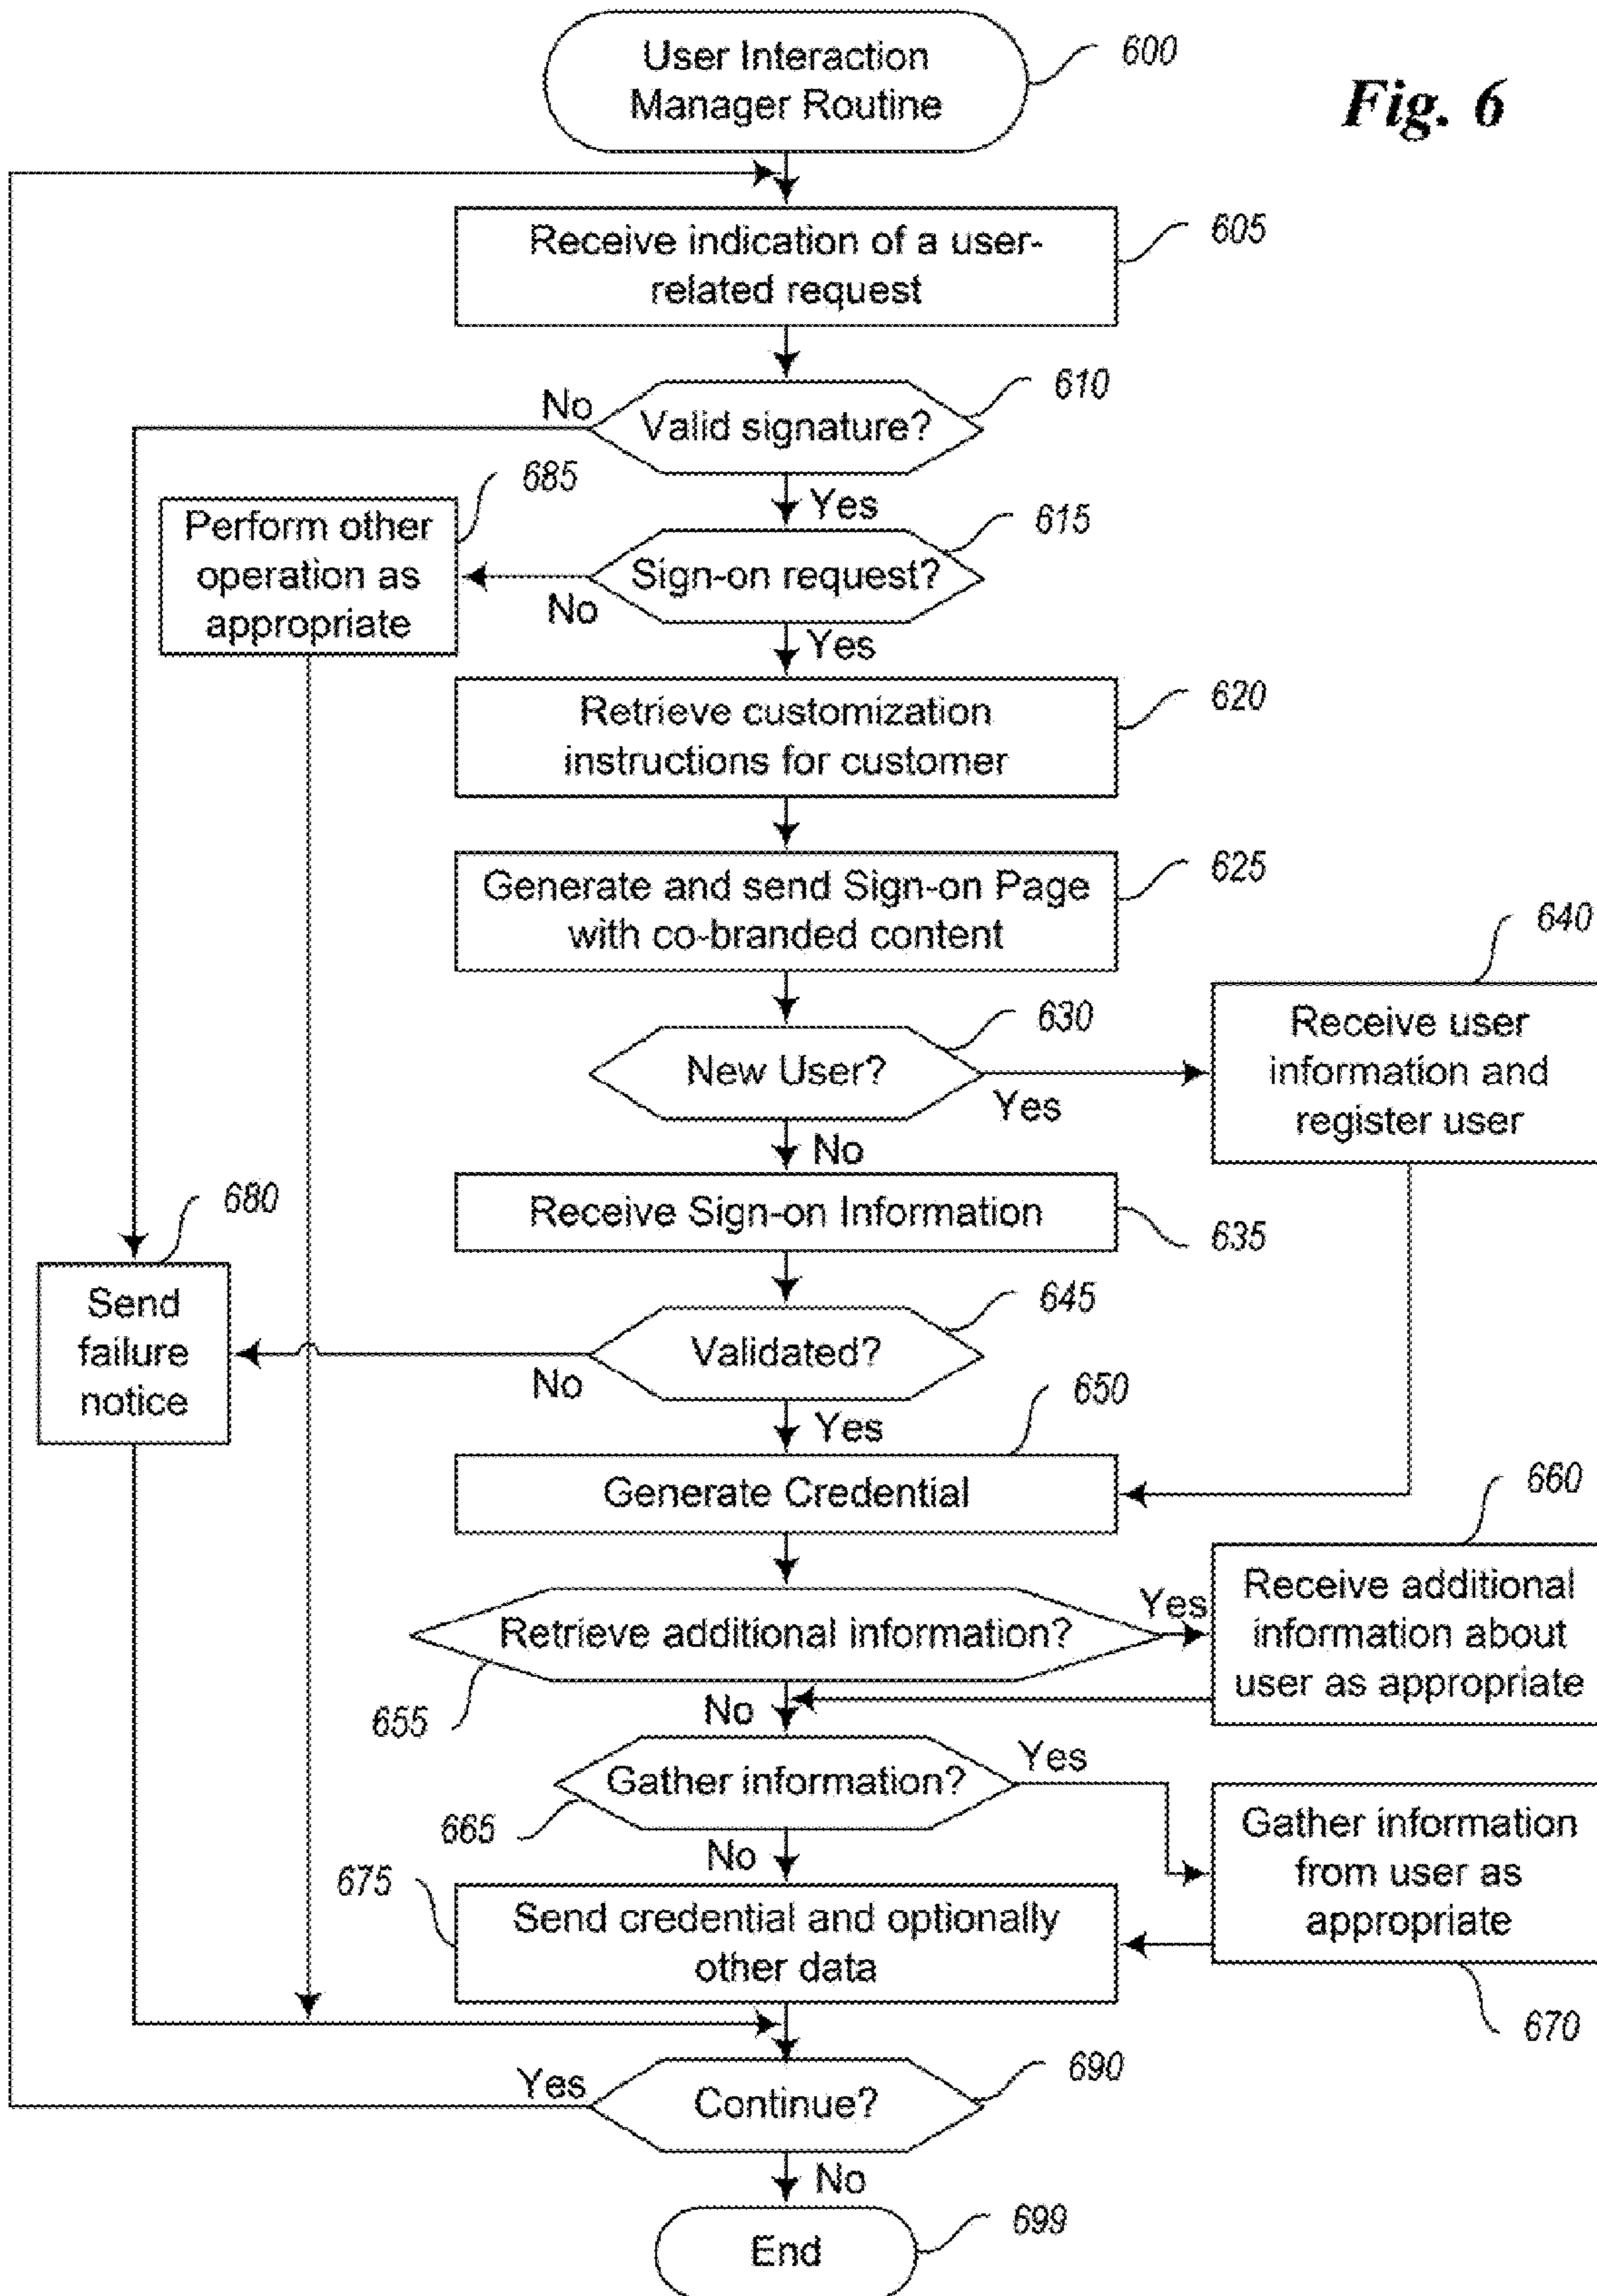 User Interaction
Manager Routine
600
Fig. 6
Receive indication of a user-
related request
605
No
Valid signature?
610
Yes
685
Perform other
operation as
appropriate
No
Sign-on request?
615
Yes
Retrieve customization
instructions for customer
620
Generate and send Sign-on Page
with co-branded content
625
New User?
630
Yes
640
Receive user
information and
register user
No
Receive Sign-on Information
635
680
Send
failure
notice
No
Validated?
645
Yes
650
Generate Credential
Retrieve additional information?
655
Yes
660
Receive additional
information about
user as appropriate
No
Gather information?
665
Yes
Gather information
from user as
appropriate
670
No
675
Send credential and optionally
other data
Yes
Continue?
690
No
End
699